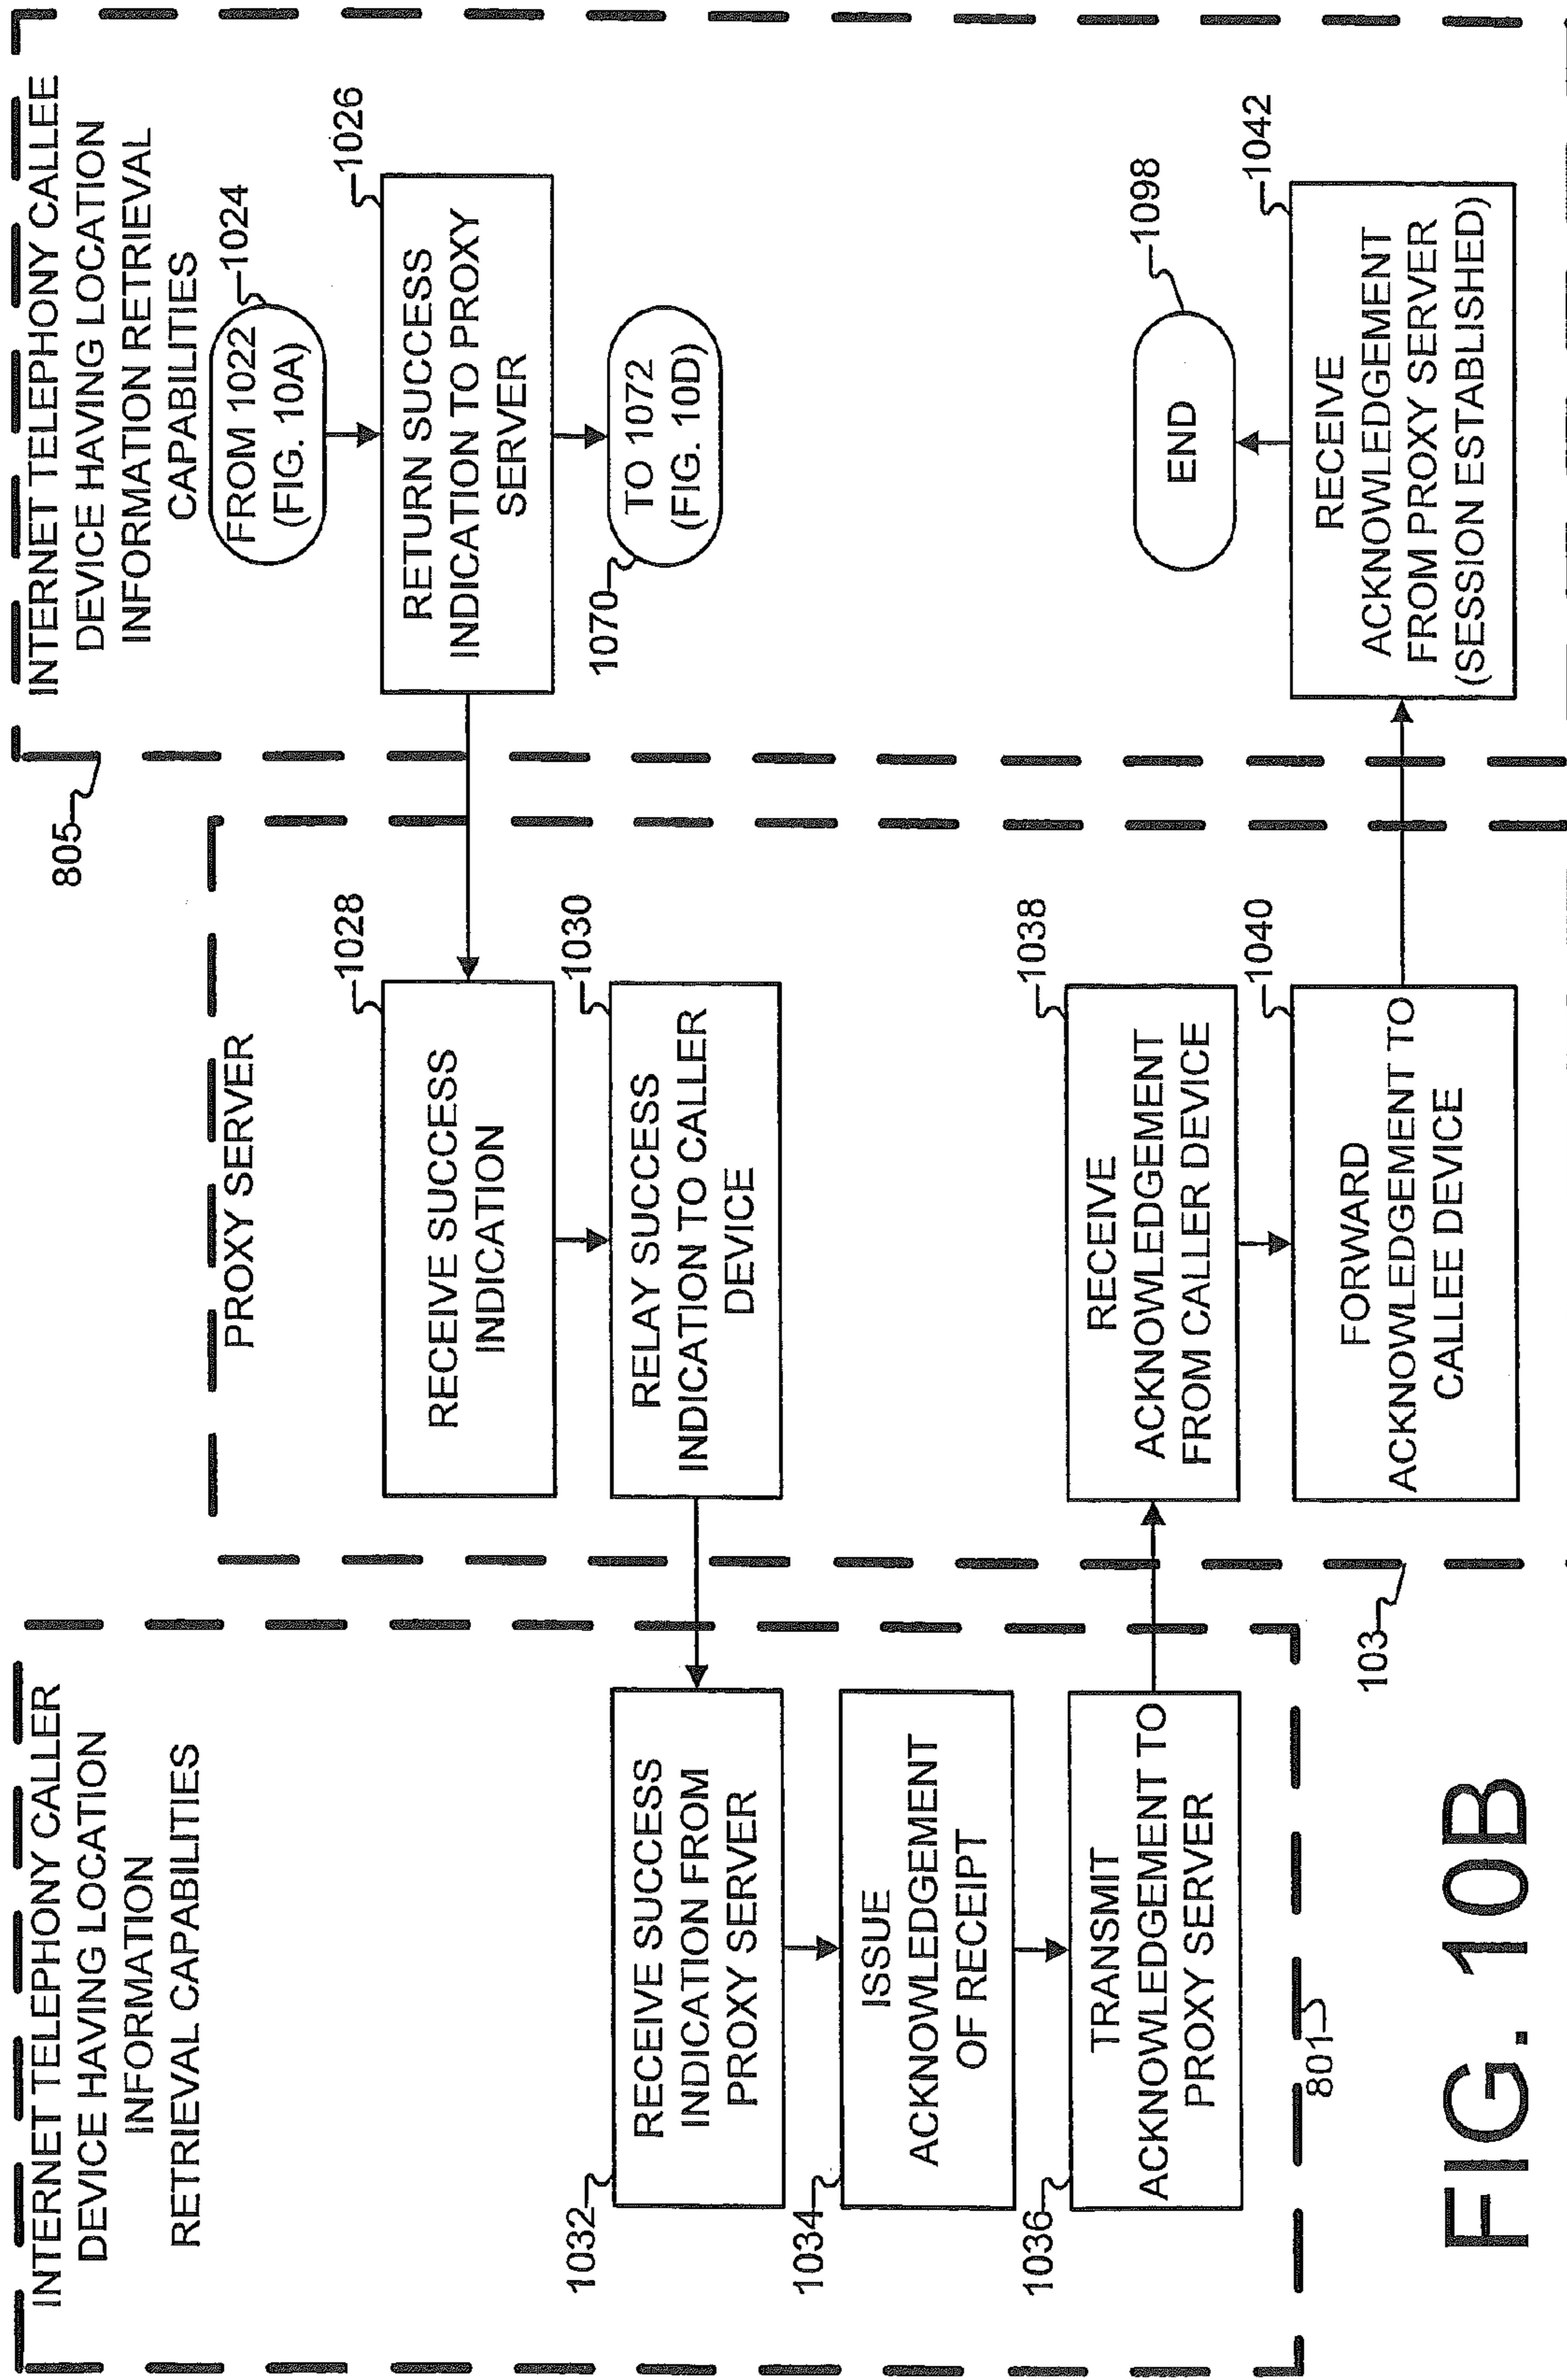 INTERNET TELEPHONY CALLER
DEVICE HAVING LOCATION
INFORMATION
RETRIEVAL CAPABILITIES
1032
RECEIVE SUCCESS
INDICATION FROM
PROXY SERVER
1034
ISSUE
ACKNOWLEDGEMENT
OF RECEIPT
1036
TRANSMIT
ACKNOWLEDGEMENT TO
PROXY SERVER
801
805
PROXY SERVER
1028
RECEIVE SUCCESS
INDICATION
1030
RELAY SUCCESS
INDICATION TO CALLER
DEVICE
1038
RECEIVE
ACKNOWLEDGEMENT
FROM CALLER DEVICE
1040
FORWARD
ACKNOWLEDGEMENT TO
CALLEE DEVICE
103
INTERNET TELEPHONY CALLEE
DEVICE HAVING LOCATION
INFORMATION RETRIEVAL
CAPABILITIES
1024
FROM 1022
(FIG. 10A)
1026
RETURN SUCCESS
INDICATION TO PROXY
SERVER
1070
TO 1072
(FIG. 10D)
1098
END
1042
RECEIVE
ACKNOWLEDGEMENT
FROM PROXY SERVER
(SESSION ESTABLISHED)
FIG. 10B